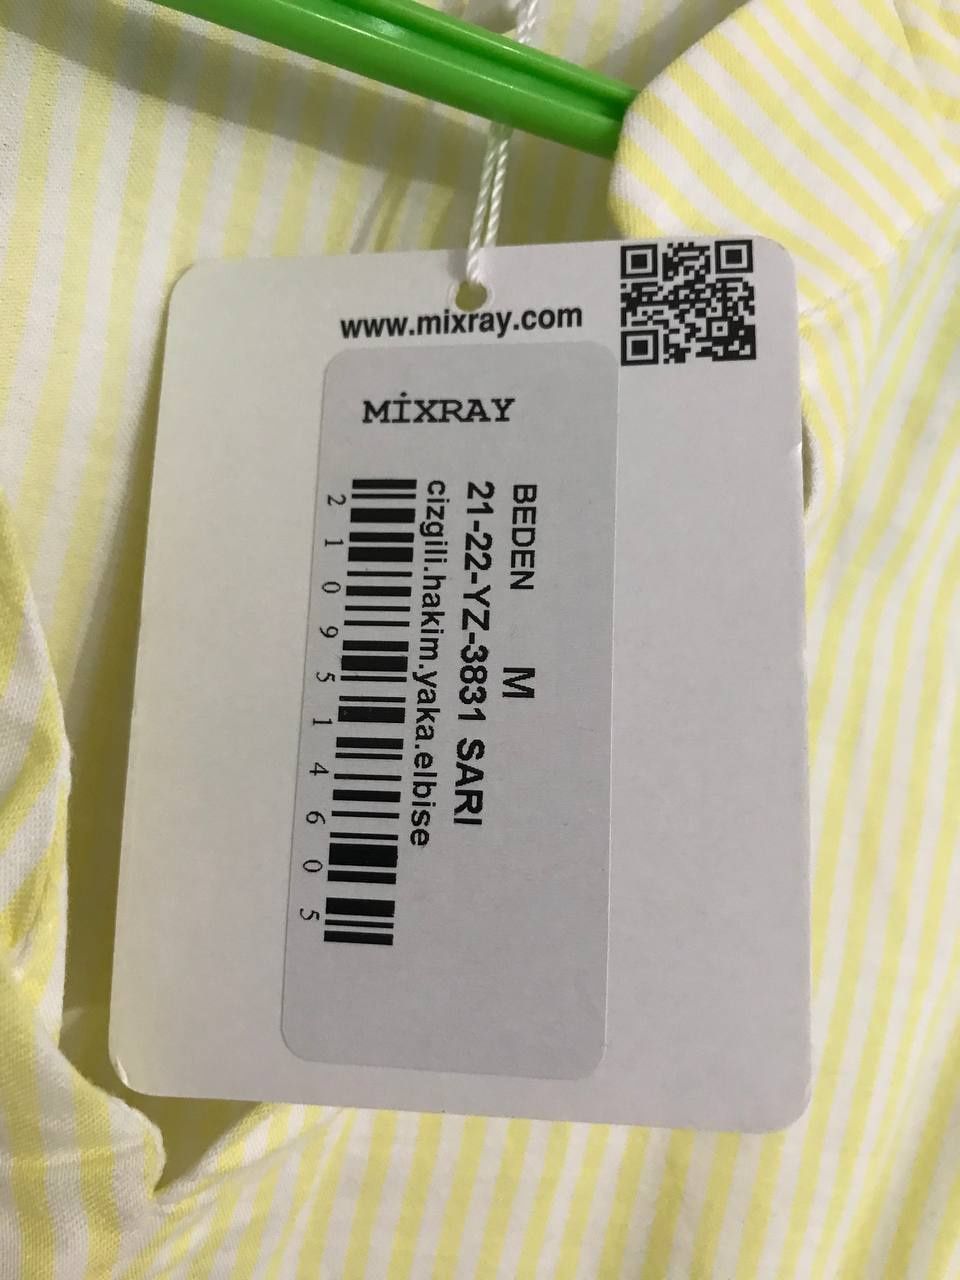 www.mixray.com
MİXRAY
BEDEN M
21-22-YZ-3831 SARI
cizgili.hakim.yaka.elbise
2109514605